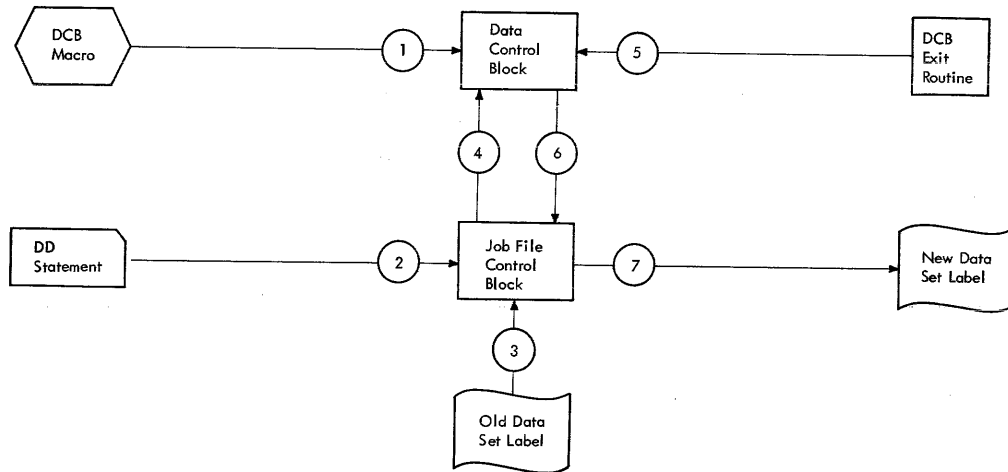 DCB
Macro
1
Data
Control
Block
5
DCB
Exit
Routine
4
6
DD
Statement
2
Job File
Control
Block
7
New Data
Set Label
3
Old Data
Set Label